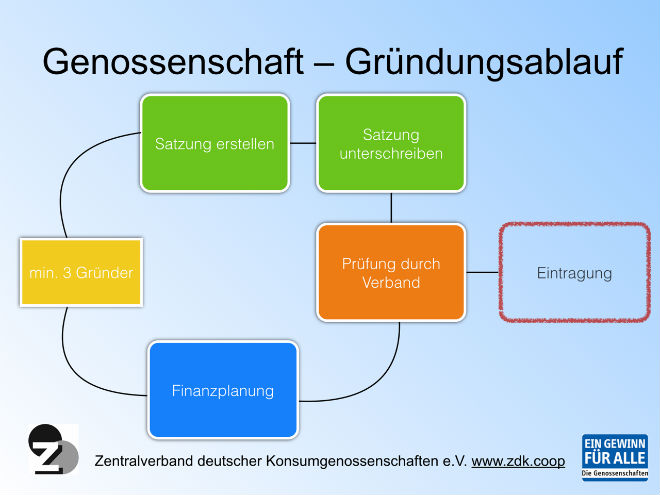 Genossenschaft – Gründungsablauf
Satzung erstellen
Satzung
unterschreiben
min. 3 Gründer
Prüfung durch
Verband
Eintragung
Finanzplanung
Z
Zentralverband deutscher Konsumgenossenschaften e.V. www.zdk.coop
EIN GEWINN
FÜR ALLE
Die Genossenschaften